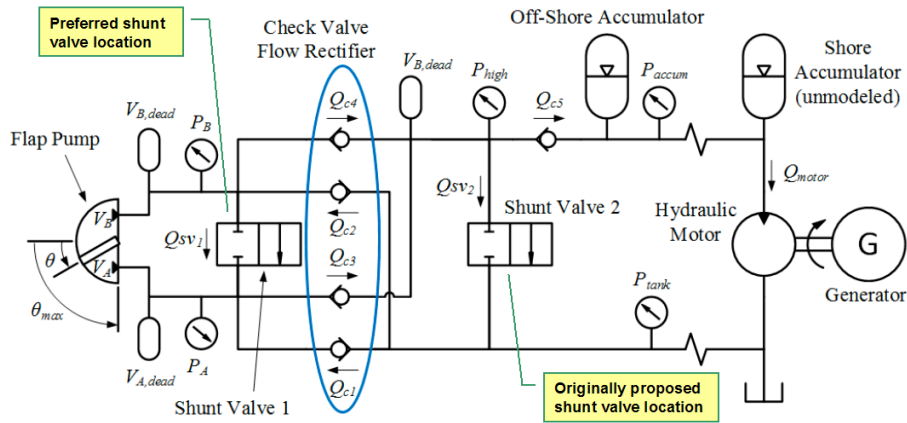 Preferred shunt
valve location
Check Valve
Flow Rectifier
Off-Shore Accumulator
Shore
Accumulator
(unmodeled)
V_B,dead
P_high
P_accum
Q_c4
Q_c5
V_B,dead
P_B
Flap Pump
V_B
V_A
θ
θ_max
Qsv_1
Q_c2
Q_c3
Qsv_2
Shunt Valve 2
Q_motor
Hydraulic
Motor
G
Generator
P_tank
V_A,dead
P_A
Q_c1
Shunt Valve 1
Originally proposed
shunt valve location